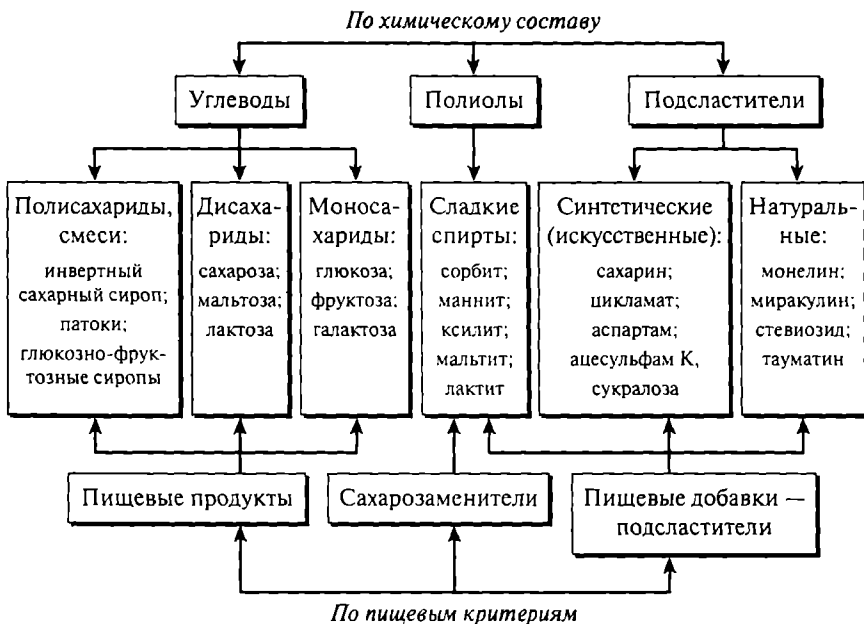 По химическому составу
Углеводы
Полиолы
Подсластители
Полисахариды,
смеси:
инвертный
сахарный сироп;
патоки;
глюкозно-фрук-
тозные сиропы
Дисаха-
риды:
сахароза;
мальтоза;
лактоза
Моноса-
хариды:
глюкоза;
фруктоза;
галактоза
Сладкие
спирты:
сорбит;
маннит;
ксилит;
мальтит;
лактит
Синтетические
(искусственные):
сахарин;
цикламат;
аспартам;
ацесульфам К,
сукралоза
Натураль-
ные:
монелин;
миракулин;
стевиозид;
тауматин
Пищевые продукты
Сахарозаменители
Пищевые добавки —
подсластители
По пищевым критериям